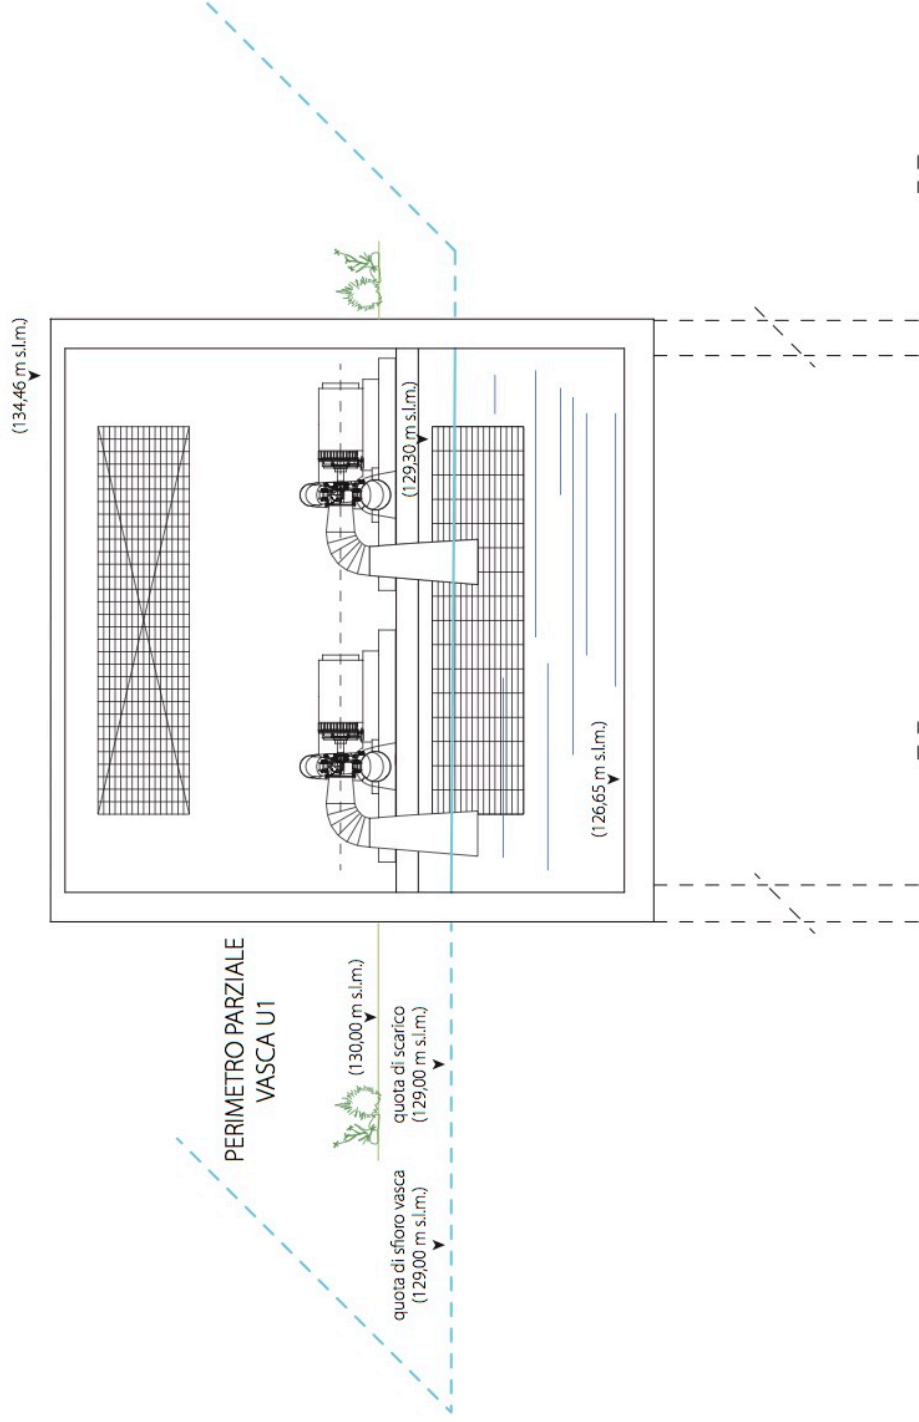 (134,46 m s.l.m.)
PERIMETRO PARZIALE
VASCA U1
(129,30 m s.l.m.)
(130,00 m s.l.m.)
quota di sfioro vasca
(129,00 m s.l.m.)
quota di scarico
(129,00 m s.l.m.)
(126,65 m s.l.m.)